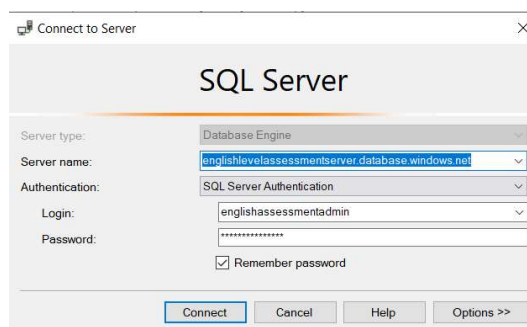 Connect to Server
SQL Server
Server type: Database Engine
Server name: englishlevelassessmentserver.database.windows.net
Authentication: SQL Server Authentication
Login: englishassessmentadmin
Password: ***************
Remember password
Connect Cancel Help Options >>